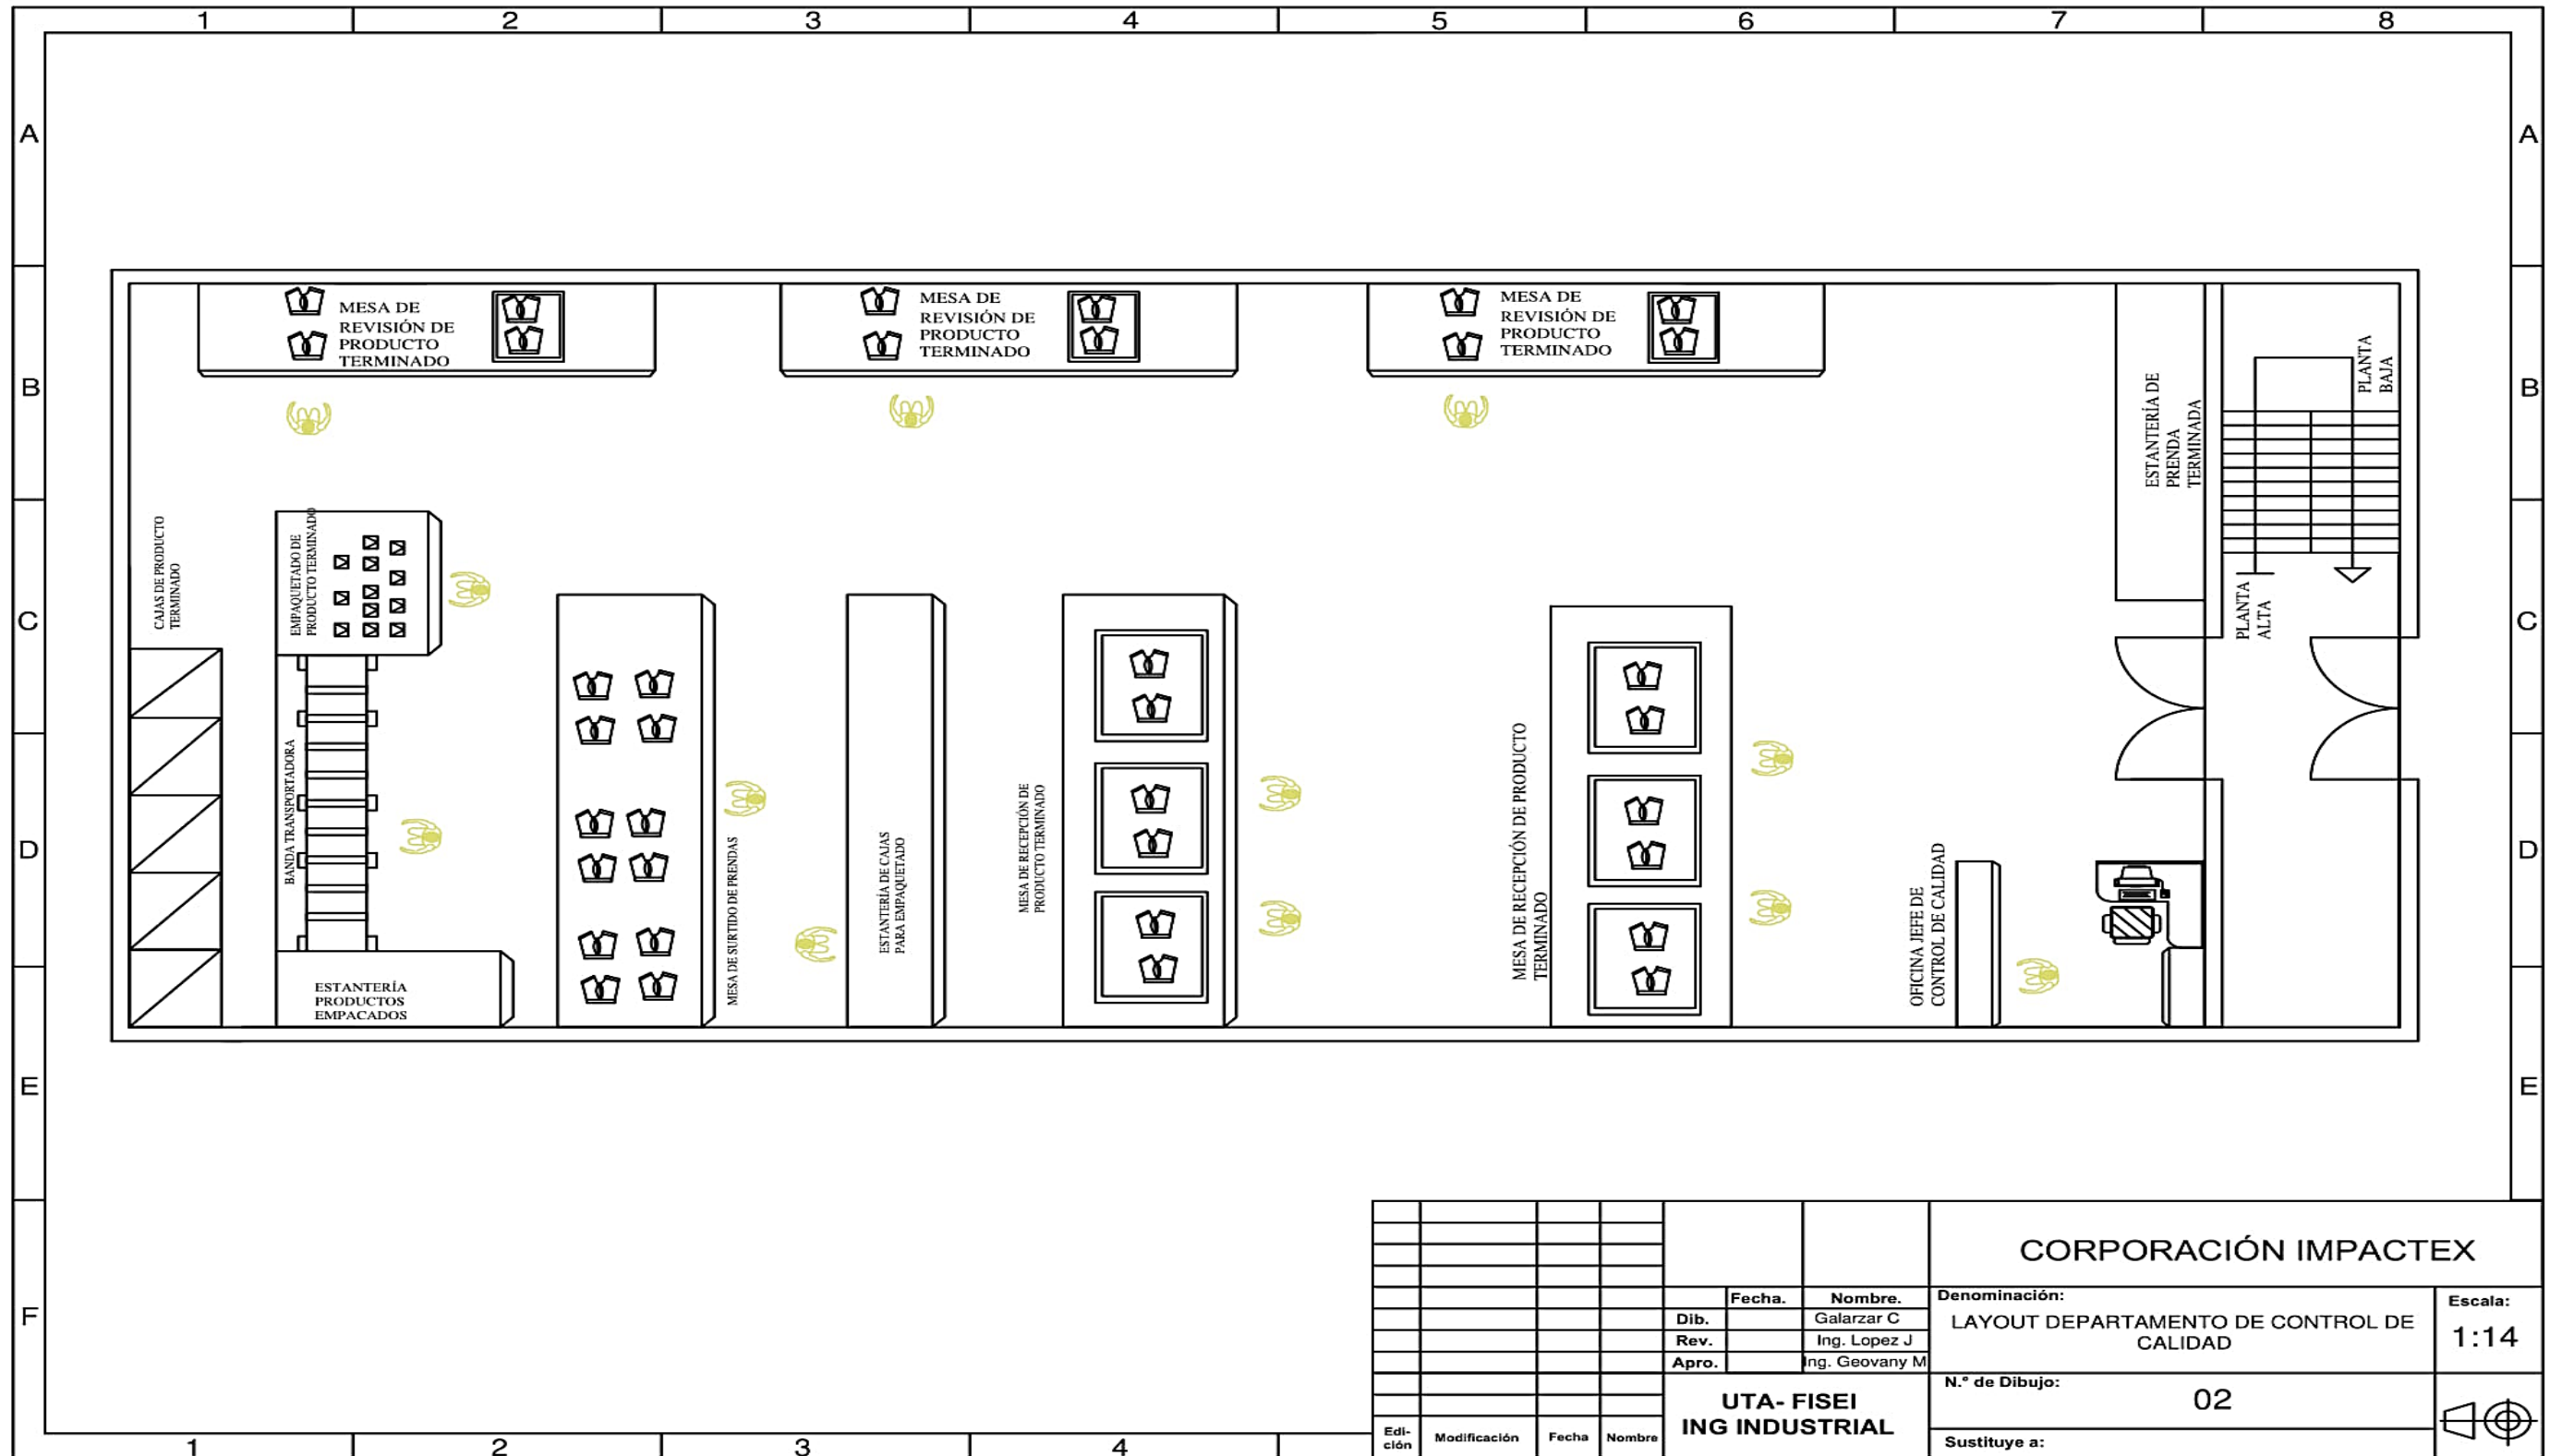 1 2 3 4 5 6 7 8
A A
MESA DE
REVISIÓN DE
PRODUCTO
TERMINADO
MESA DE
REVISIÓN DE
PRODUCTO
TERMINADO
MESA DE
REVISIÓN DE
PRODUCTO
TERMINADO
ESTANTERÍA DE
PRENDA
TERMINADA
PLANTA
BAJA
B B
CAJAS DE PRODUCTO
TERMINADO
EMPAQUETADO DE
PRODUCTO TERMINADO
PLANTA
ALTA
C C
BANDA TRANSPORTADORA
MESA DE SURTIDO DE PRENDAS
ESTANTERÍA DE CAJAS
PARA EMPAQUETADO
MESA DE RECEPCIÓN DE
PRODUCTO TERMINADO
MESA DE RECEPCIÓN DE PRODUCTO
TERMINADO
OFICINA JEFE DE
CONTROL DE CALIDAD
D D
ESTANTERÍA
PRODUCTOS
EMPACADOS
E E
F
CORPORACIÓN IMPACTEX
Fecha. Nombre.
Dib. Galarzar C
Rev. Ing. Lopez J
Apro. Ing. Geovany M
Denominación:
LAYOUT DEPARTAMENTO DE CONTROL DE
CALIDAD
Escala:
1:14
UTA- FISEI
ING INDUSTRIAL
N.º de Dibujo:
02
Edi-
ción
Modificación
Fecha
Nombre
Sustituye a:
1 2 3 4